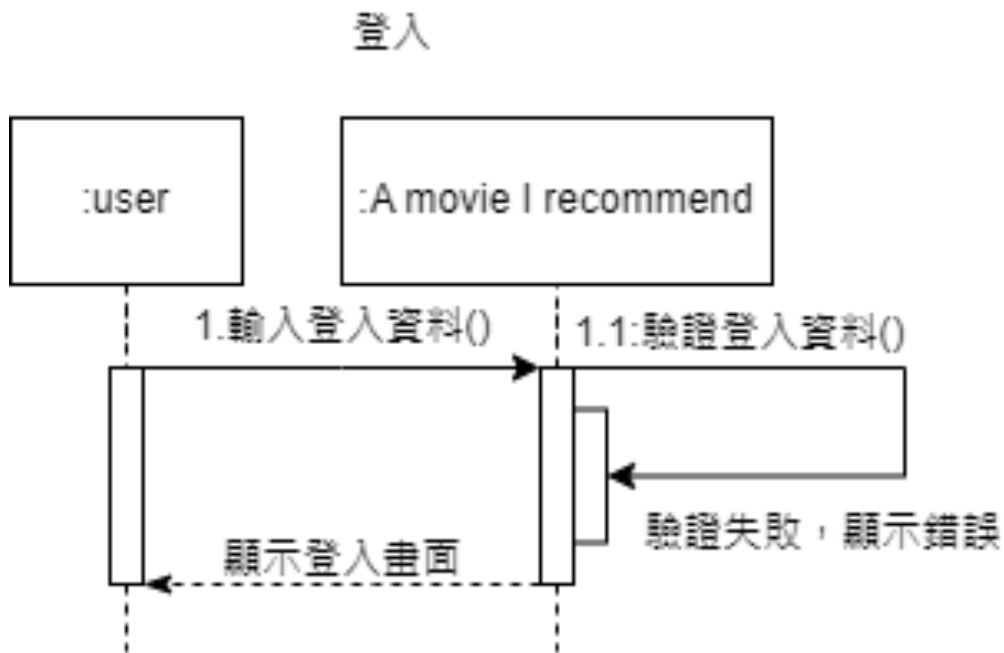 登入
:user
:A movie I recommend
1.輸入登入資料()
1.1:驗證登入資料()
驗證失敗，顯示錯誤
顯示登入畫面